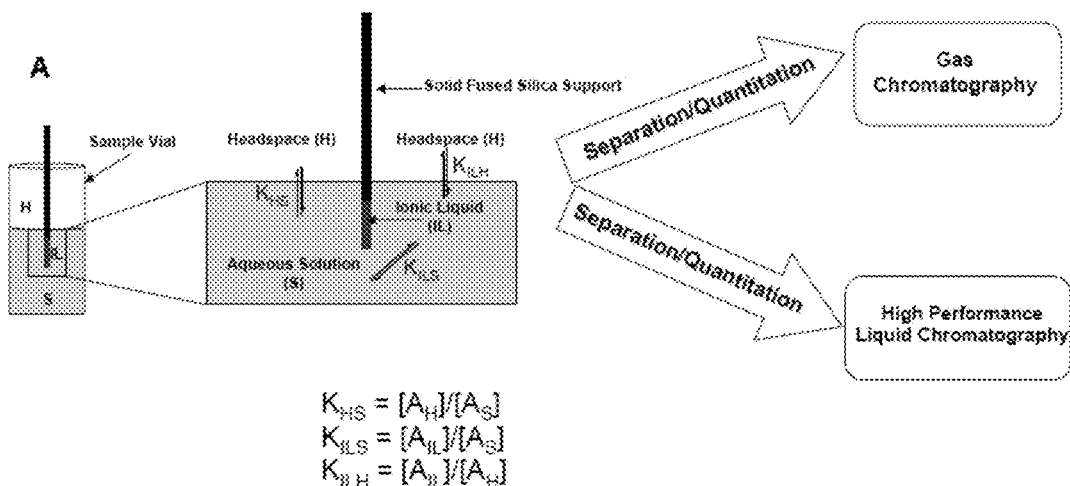 A
Sample Vial
H
IL
S
Solid Fused Silica Support
Headspace (H)
Headspace (H)
K_HS
K_ILH
Ionic Liquid
(IL)
Aqueous Solution
(S)
K_ILS
Separation/Quantitation
Separation/Quantitation
Gas
Chromatography
High Performance
Liquid Chromatography
K_HS = [A_H]/[A_S]
K_ILS = [A_IL]/[A_S]
K_ILH = [A_IL]/[A_H]